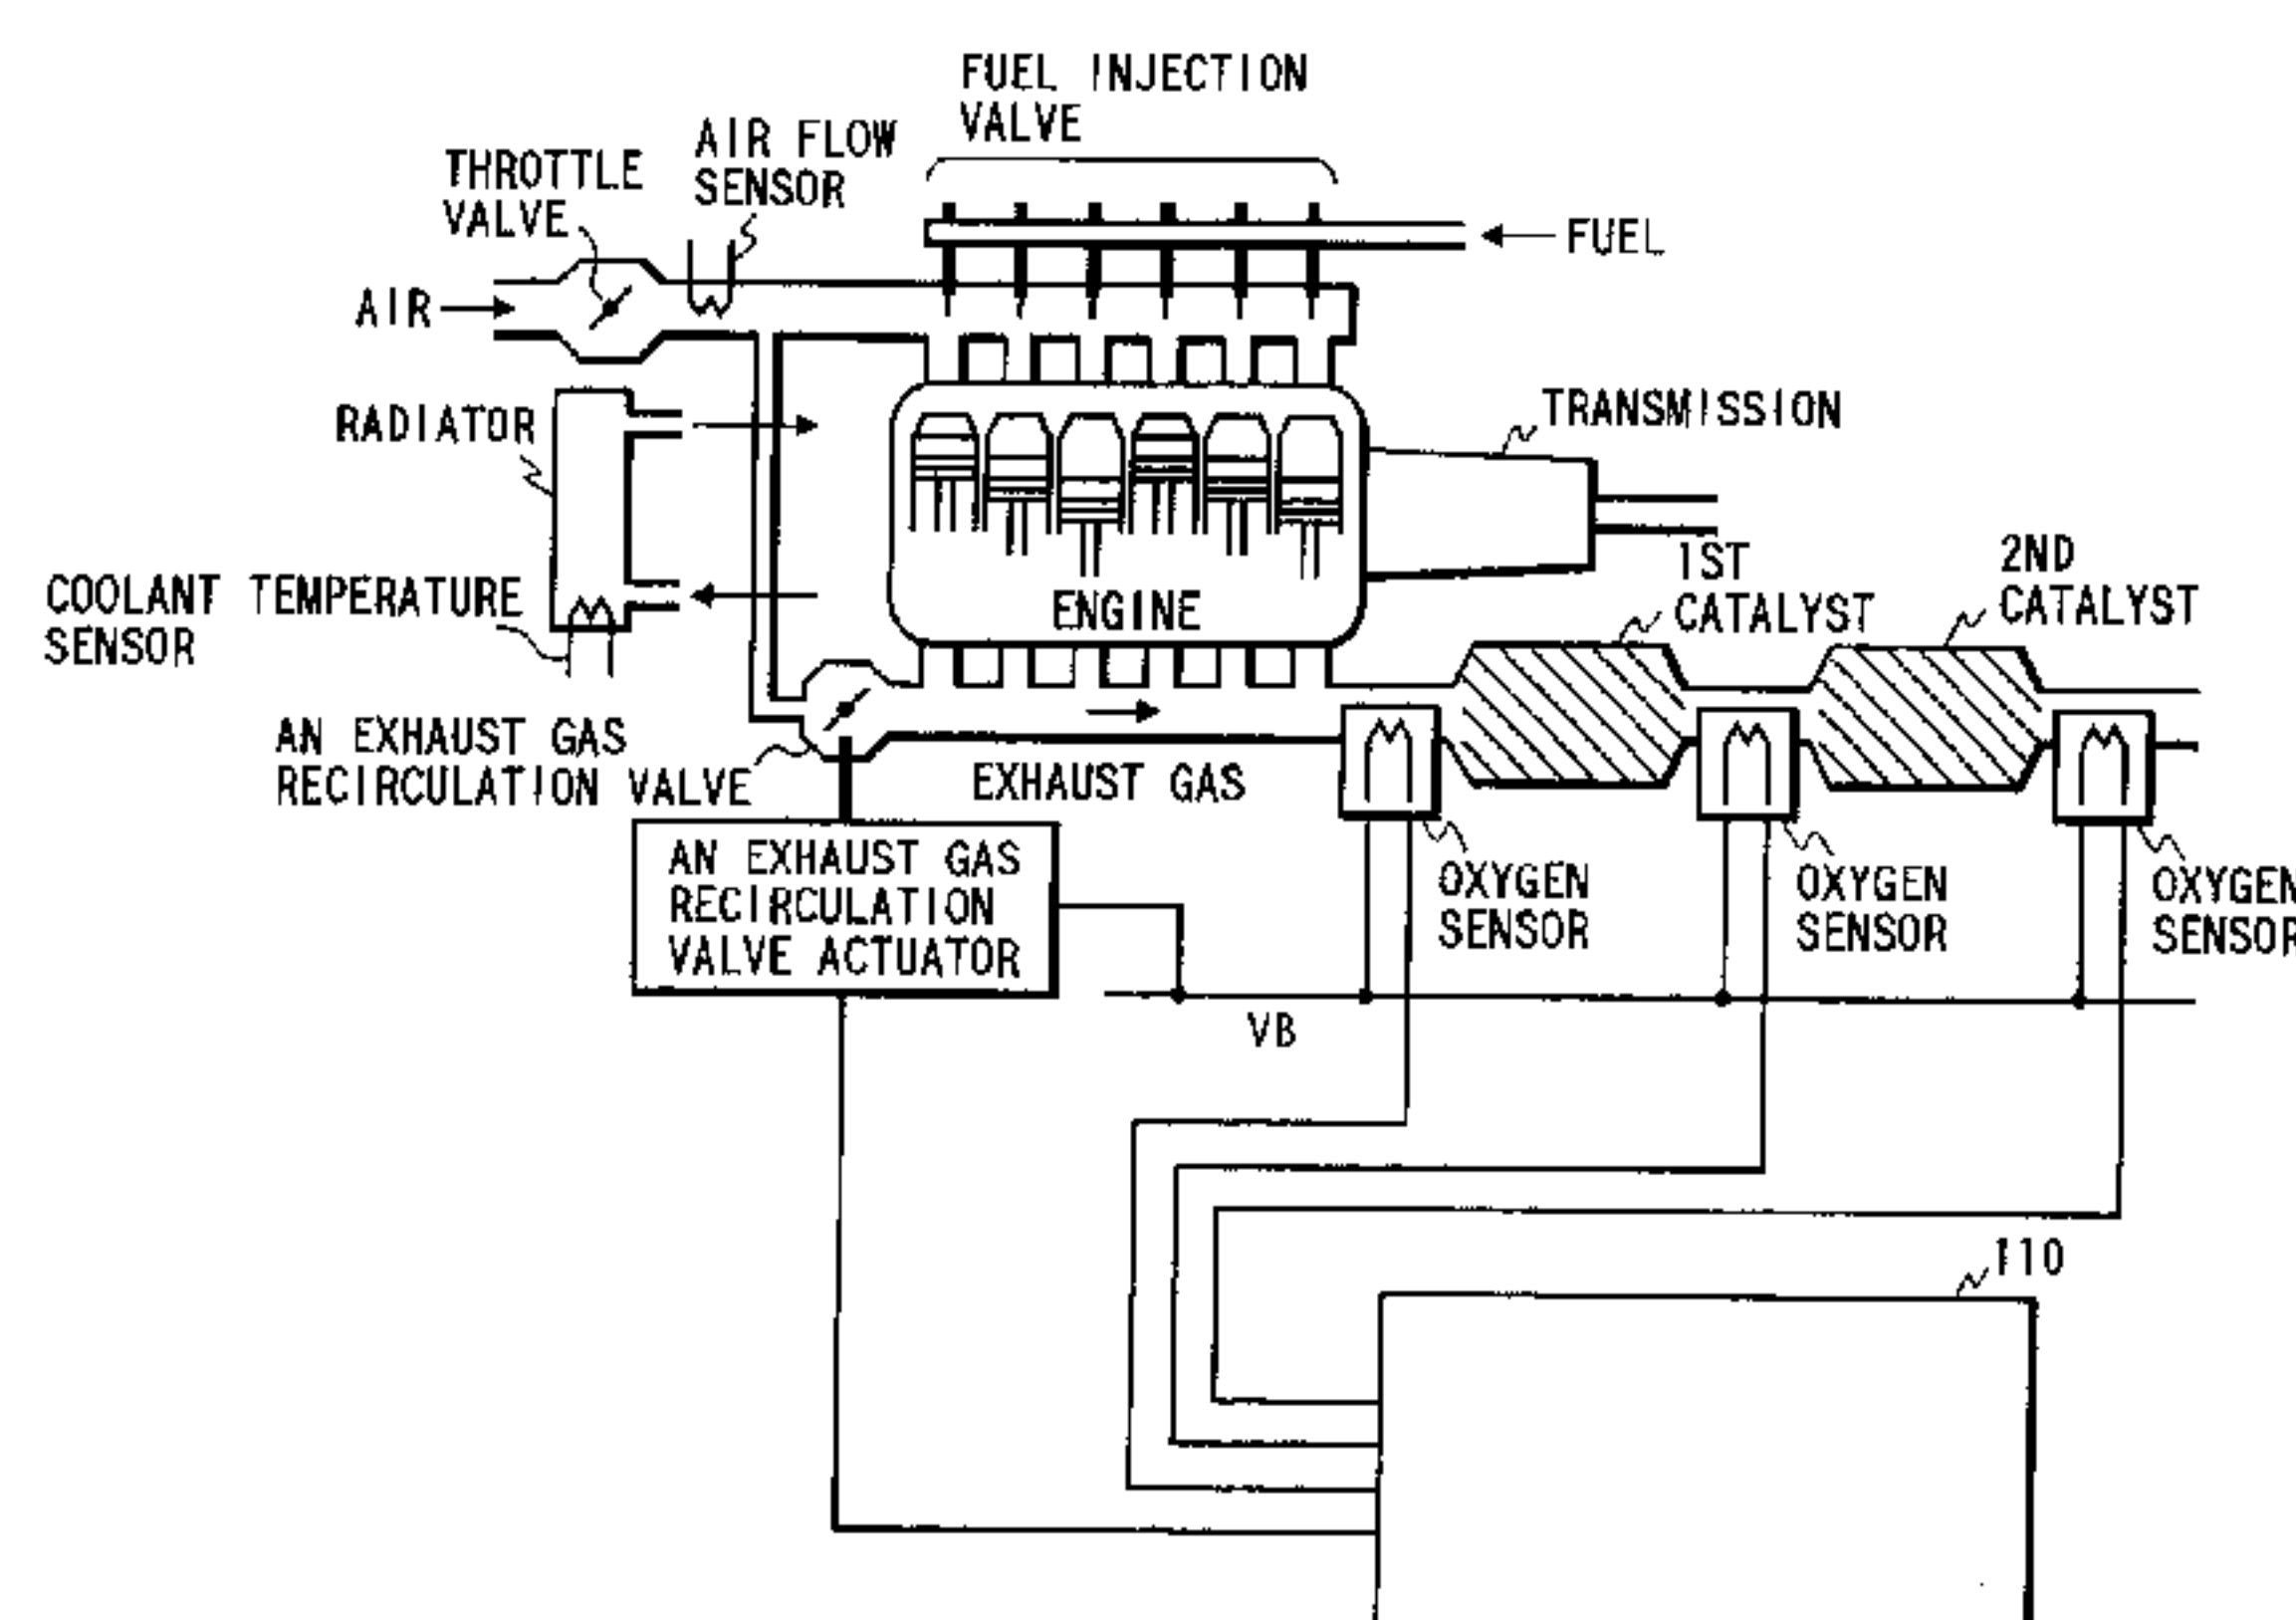 FUEL INJECTION
VALVE
AIR FLOW
SENSOR
THROTTLE
VALVE
FUEL
AIR
RADIATOR
TRANSMISSION
COOLANT TEMPERATURE
SENSOR
ENGINE
1ST
CATALYST
2ND
CATALYST
AN EXHAUST GAS
RECIRCULATION VALVE
EXHAUST GAS
AN EXHAUST GAS
RECIRCULATION
VALVE ACTUATOR
OXYGEN
SENSOR
OXYGEN
SENSOR
OXYGEN
SENSOR
VB
110